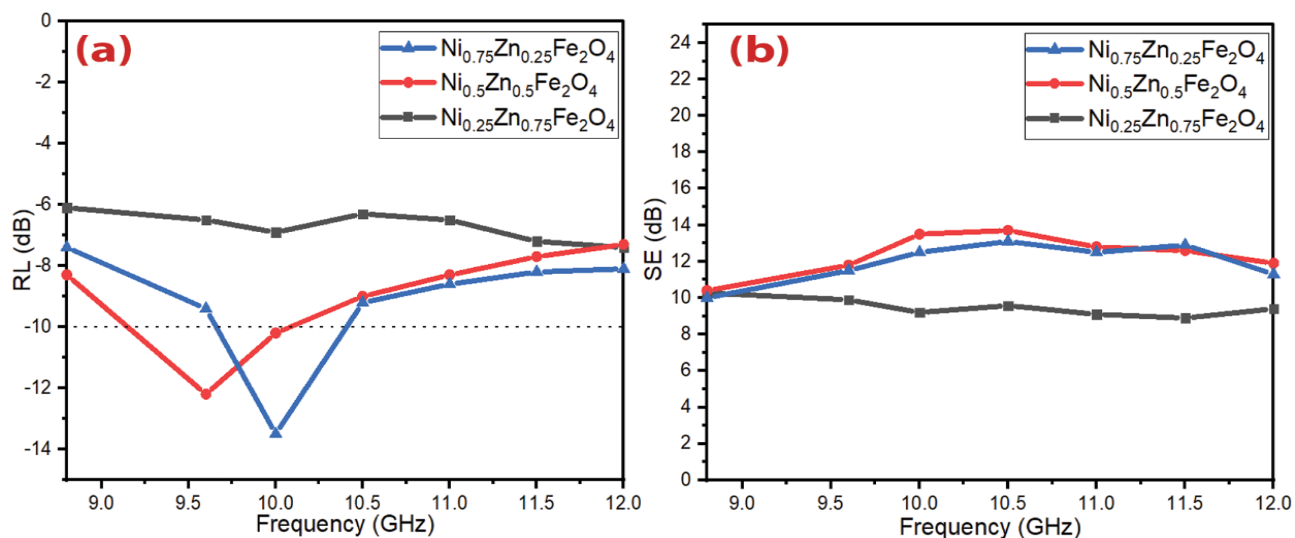 (a)
Ni0.75Zn0.25Fe2O4
Ni0.5Zn0.5Fe2O4
Ni0.25Zn0.75Fe2O4
0
-2
-4
-6
-8
-10
-12
-14
RL (dB)
9.0 9.5 10.0 10.5 11.0 11.5 12.0
Frequency (GHz)
(b)
Ni0.75Zn0.25Fe2O4
Ni0.5Zn0.5Fe2O4
Ni0.25Zn0.75Fe2O4
24
22
20
18
16
14
12
10
8
6
4
2
0
SE (dB)
9.0 9.5 10.0 10.5 11.0 11.5 12.0
Frequency (GHz)